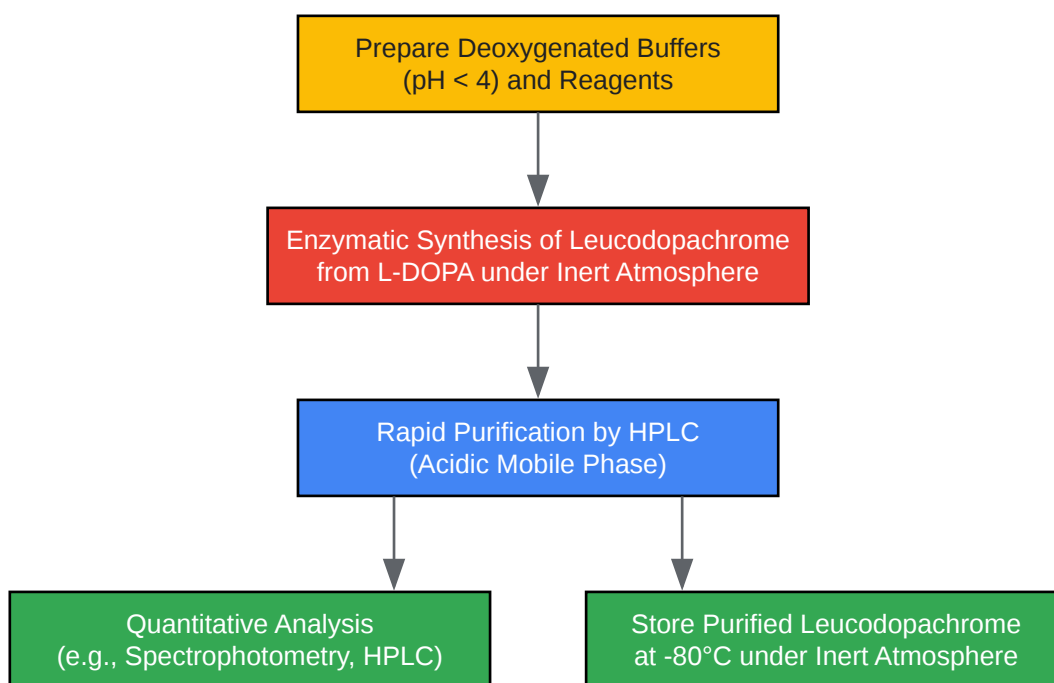 Prepare Deoxygenated Buffers
(pH < 4) and Reagents
Enzymatic Synthesis of Leucodopachrome
from L-DOPA under Inert Atmosphere
Rapid Purification by HPLC
(Acidic Mobile Phase)
Quantitative Analysis
(e.g., Spectrophotometry, HPLC)
Store Purified Leucodopachrome
at -80°C under Inert Atmosphere